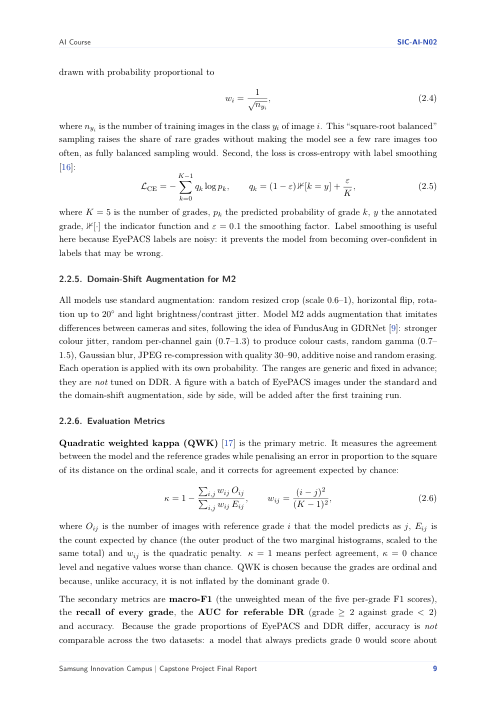 AI Course
SIC-AI-N02
drawn with probability proportional to
w_i = 1 / √n_{y_i}, (2.4)
where n_{y_i} is the number of training images in the class y_i of image i. This “square-root balanced”
sampling raises the share of rare grades without making the model see a few rare images too
often, as fully balanced sampling would. Second, the loss is cross-entropy with label smoothing
[16]:
L_CE = − ∑_{k=0}^{K−1} q_k log p_k, q_k = (1 − ε)⊮[k = y] + ε/K, (2.5)
where K = 5 is the number of grades, p_k the predicted probability of grade k, y the annotated
grade, ⊮[·] the indicator function and ε = 0.1 the smoothing factor. Label smoothing is useful
here because EyePACS labels are noisy: it prevents the model from becoming over-confident in
labels that may be wrong.
2.2.5. Domain-Shift Augmentation for M2
All models use standard augmentation: random resized crop (scale 0.6–1), horizontal flip, rota-
tion up to 20° and light brightness/contrast jitter. Model M2 adds augmentation that imitates
differences between cameras and sites, following the idea of FundusAug in GDRNet [9]: stronger
colour jitter, random per-channel gain (0.7–1.3) to produce colour casts, random gamma (0.7–
1.5), Gaussian blur, JPEG re-compression with quality 30–90, additive noise and random erasing.
Each operation is applied with its own probability. The ranges are generic and fixed in advance;
they are not tuned on DDR. A figure with a batch of EyePACS images under the standard and
the domain-shift augmentation, side by side, will be added after the first training run.
2.2.6. Evaluation Metrics
Quadratic weighted kappa (QWK) [17] is the primary metric. It measures the agreement
between the model and the reference grades while penalising an error in proportion to the square
of its distance on the ordinal scale, and it corrects for agreement expected by chance:
κ = 1 − ∑_{i,j} w_{ij} O_{ij} / ∑_{i,j} w_{ij} E_{ij}, w_{ij} = (i − j)² / (K − 1)², (2.6)
where O_{ij} is the number of images with reference grade i that the model predicts as j, E_{ij} is
the count expected by chance (the outer product of the two marginal histograms, scaled to the
same total) and w_{ij} is the quadratic penalty. κ = 1 means perfect agreement, κ = 0 chance
level and negative values worse than chance. QWK is chosen because the grades are ordinal and
because, unlike accuracy, it is not inflated by the dominant grade 0.
The secondary metrics are macro-F1 (the unweighted mean of the five per-grade F1 scores),
the recall of every grade, the AUC for referable DR (grade ≥ 2 against grade < 2)
and accuracy. Because the grade proportions of EyePACS and DDR differ, accuracy is not
comparable across the two datasets: a model that always predicts grade 0 would score about
Samsung Innovation Campus | Capstone Project Final Report
9